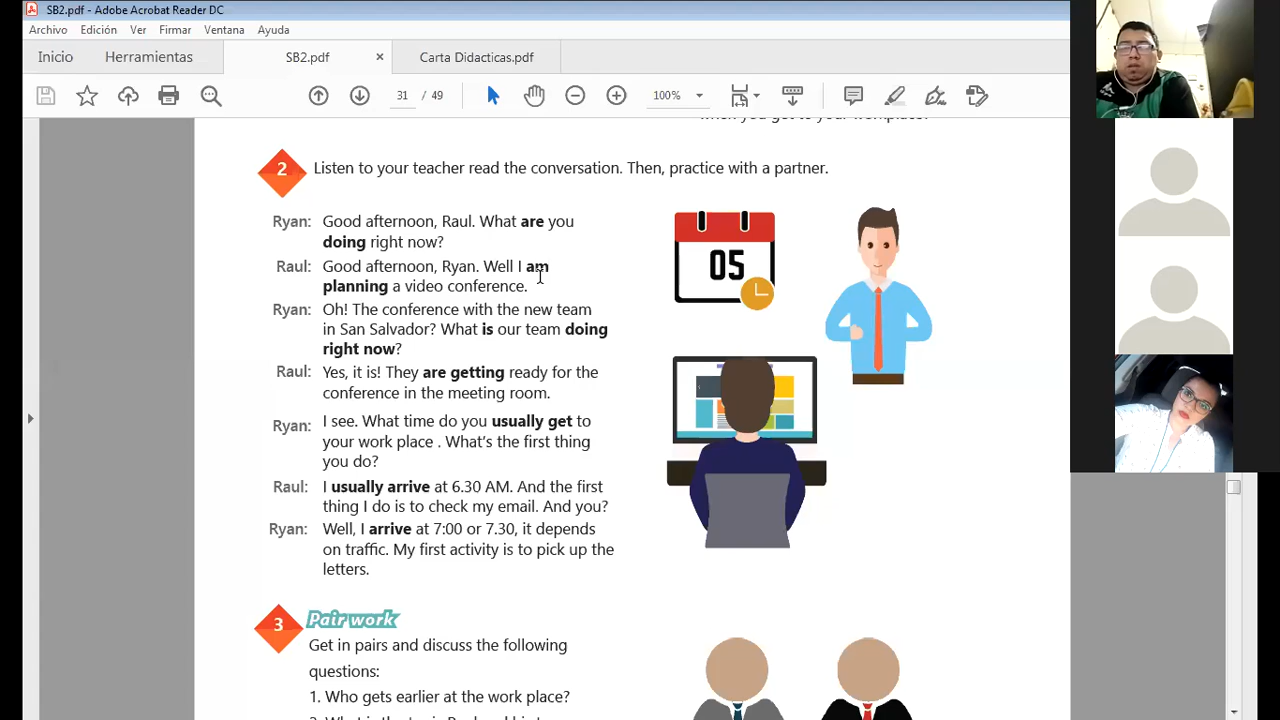 SB2.pdf - Adobe Acrobat Reader DC
Archivo Edición Ver Firmar Ventana Ayuda
Inicio Herramientas SB2.pdf × Carta Didacticas.pdf
31 / 49 100%
2 Listen to your teacher read the conversation. Then, practice with a partner.
Ryan: Good afternoon, Raul. What are you
doing right now?
Raul: Good afternoon, Ryan. Well I am
planning a video conference.
Ryan: Oh! The conference with the new team
in San Salvador? What is our team doing
right now?
Raul: Yes, it is! They are getting ready for the
conference in the meeting room.
Ryan: I see. What time do you usually get to
your work place . What's the first thing
you do?
Raul: I usually arrive at 6.30 AM. And the first
thing I do is to check my email. And you?
Ryan: Well, I arrive at 7:00 or 7.30, it depends
on traffic. My first activity is to pick up the
letters.
05
3 Pair work
Get in pairs and discuss the following
questions:
1. Who gets earlier at the work place?